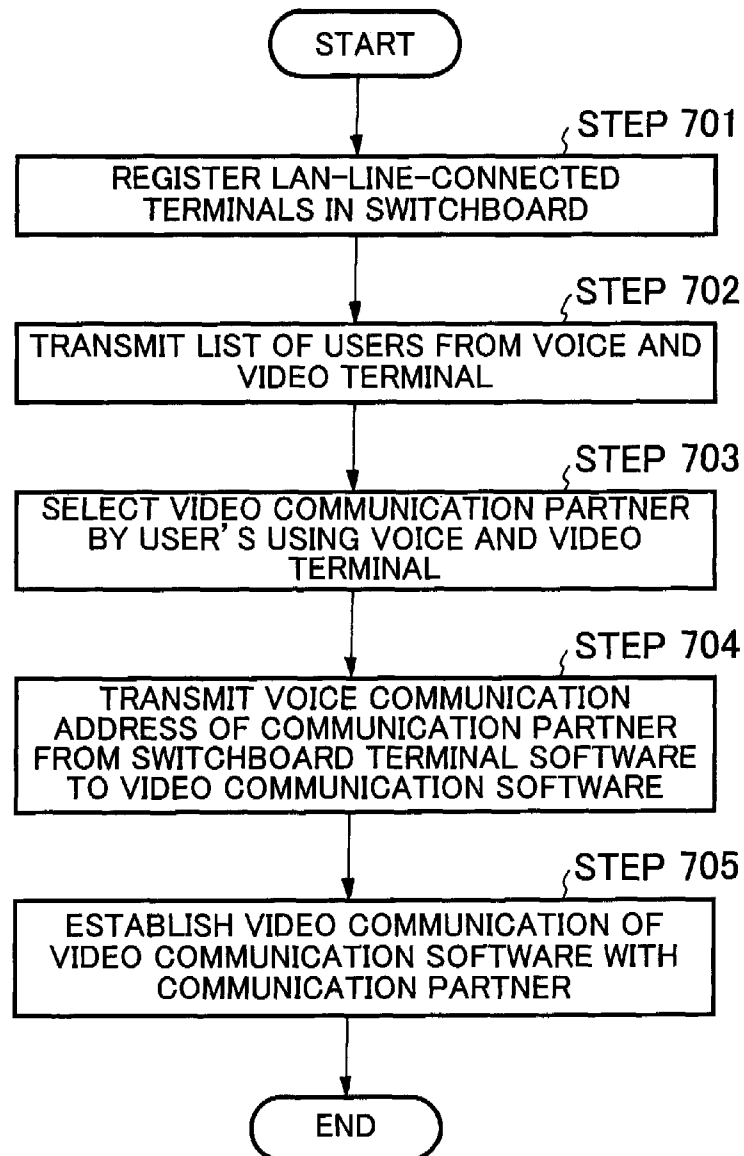 START
STEP 701
REGISTER LAN-LINE-CONNECTED
TERMINALS IN SWITCHBOARD
STEP 702
TRANSMIT LIST OF USERS FROM VOICE AND
VIDEO TERMINAL
STEP 703
SELECT VIDEO COMMUNICATION PARTNER
BY USER'S USING VOICE AND VIDEO
TERMINAL
STEP 704
TRANSMIT VOICE COMMUNICATION
ADDRESS OF COMMUNICATION PARTNER
FROM SWITCHBOARD TERMINAL SOFTWARE
TO VIDEO COMMUNICATION SOFTWARE
STEP 705
ESTABLISH VIDEO COMMUNICATION OF
VIDEO COMMUNICATION SOFTWARE WITH
COMMUNICATION PARTNER
END